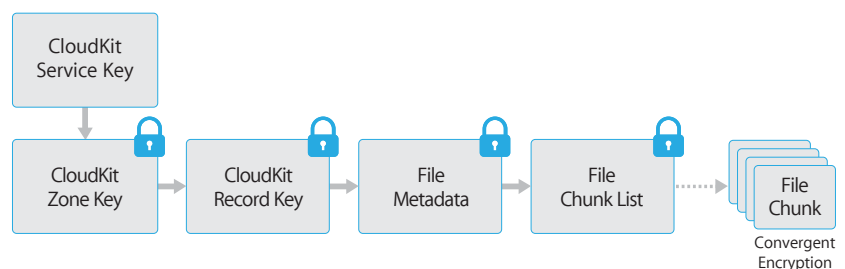 CloudKit
Service Key
CloudKit
Zone Key
CloudKit
Record Key
File
Metadata
File
Chunk List
File
Chunk
Convergent
Encryption